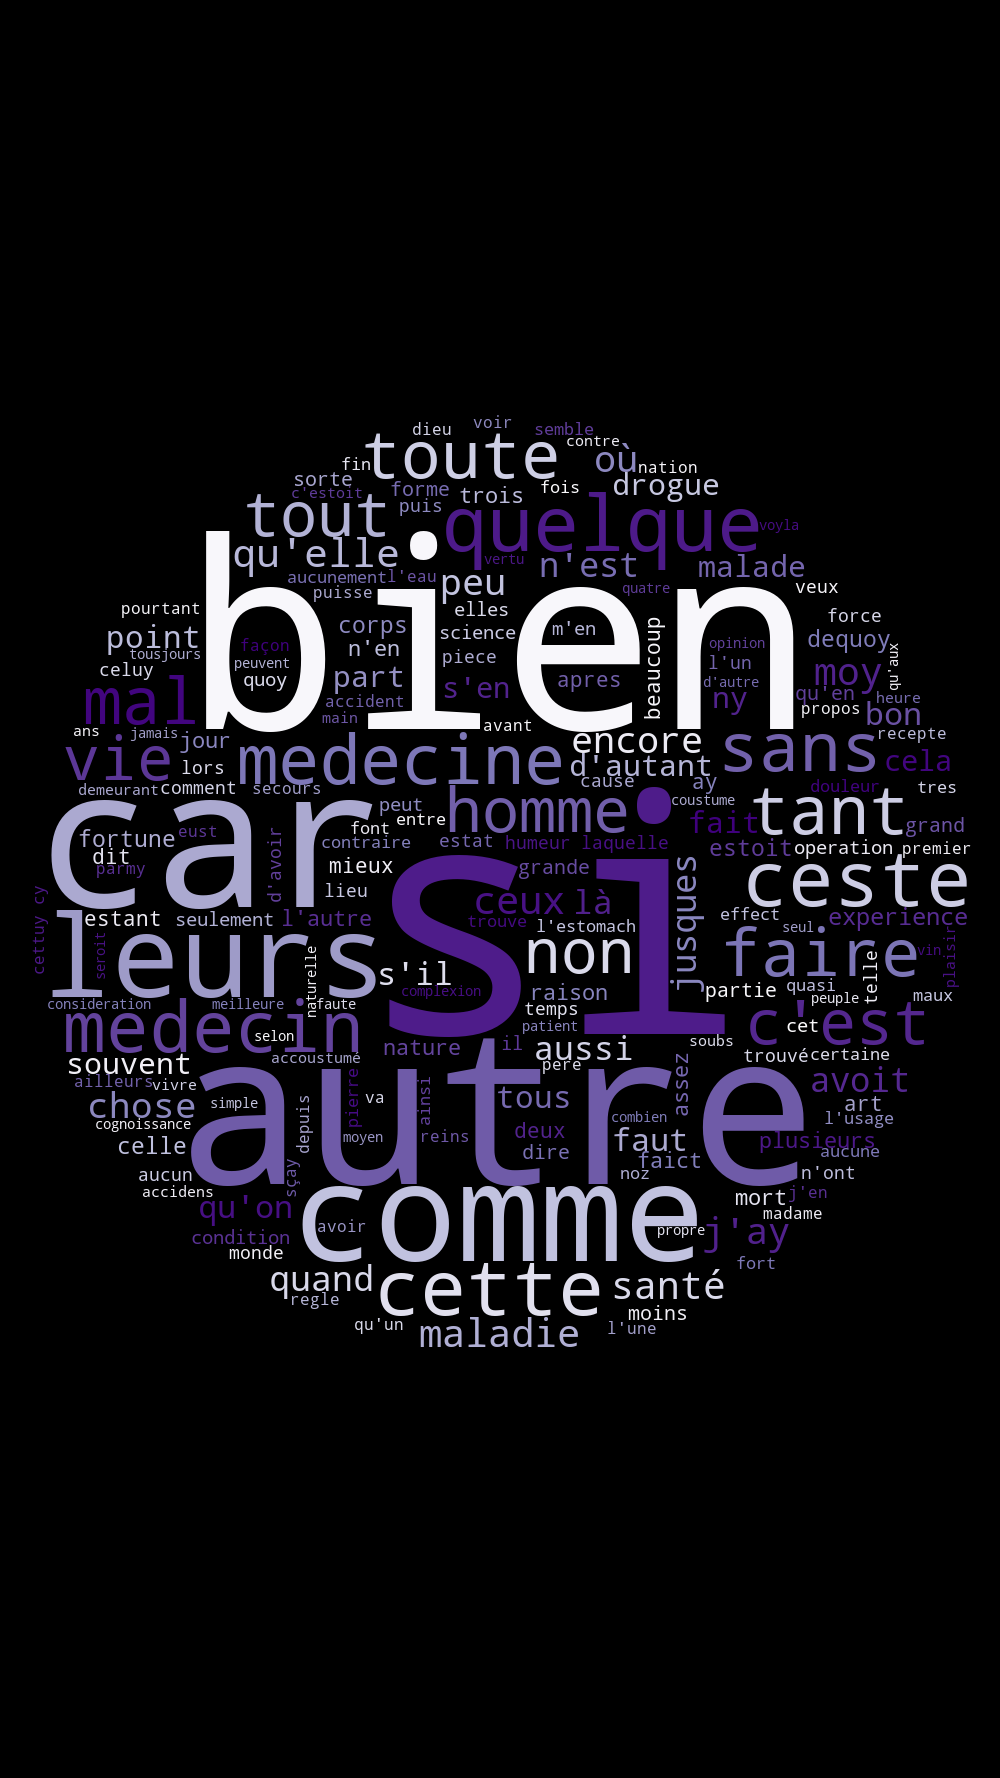 dieu
voir
semble
contre
toute
où
fin
nation
sorte
drogue
c'estoit
forme
trois
fois
puis
tout
quelque
voyla
qu'elle
vertu
n'est
malade
aucunement
l'eau
peu
quatre
veux
puisse
bien
pourtant
elles
force
corps
m'en
beaucoup
point
façon
n'en
science
opinion
dequoy
tousjours
peuvent
piece
l'un
qu'aux
celuy
quoy
part
s'en
apres
d'autre
moy
mal
accident
ny
qu'en
heure
main
avant
propos
bon
ans
jamais
jour
encore
recepte
vie
medecine
sans
lors
d'autant
cela
demeurant
comment
secours
cause
ay
douleur
tres
car
peut
homme
coustume
tant
entre
fait
grand
fortune
eust
font
dit
d'avoir
contraire
estat
humeur
laquelle
estoit
operation
premier
parmy
mieux
grande
si
jusques
ceste
lieu
ceux
là
cettuy cy
estant
seulement
l'autre
trouve
l'estomach
effect
experience
leurs
non
seul
seroit
faire
vin
plaisir
naturelle
s'il
telle
complexion
raison
partie
quasi
consideration
meilleure
faute
temps
peuple
maux
medecin
selon
patient
c'est
cet
nature
il
aussi
soubs
souvent
accoustumé
pere
trouvé
certaine
ailleurs
vivre
pierre
ainsi
assez
avoit
chose
simple
va
tous
art
depuis
combien
l'usage
cognoissance
autre
moyen
reins
deux
faut
plusieurs
celle
dire
faict
aucune
aucun
sçay
noz
n'ont
accidens
mort
j'en
qu'on
comme
madame
avoir
propre
j'ay
condition
monde
fort
quand
cette
santé
regle
moins
qu'un
maladie
l'une